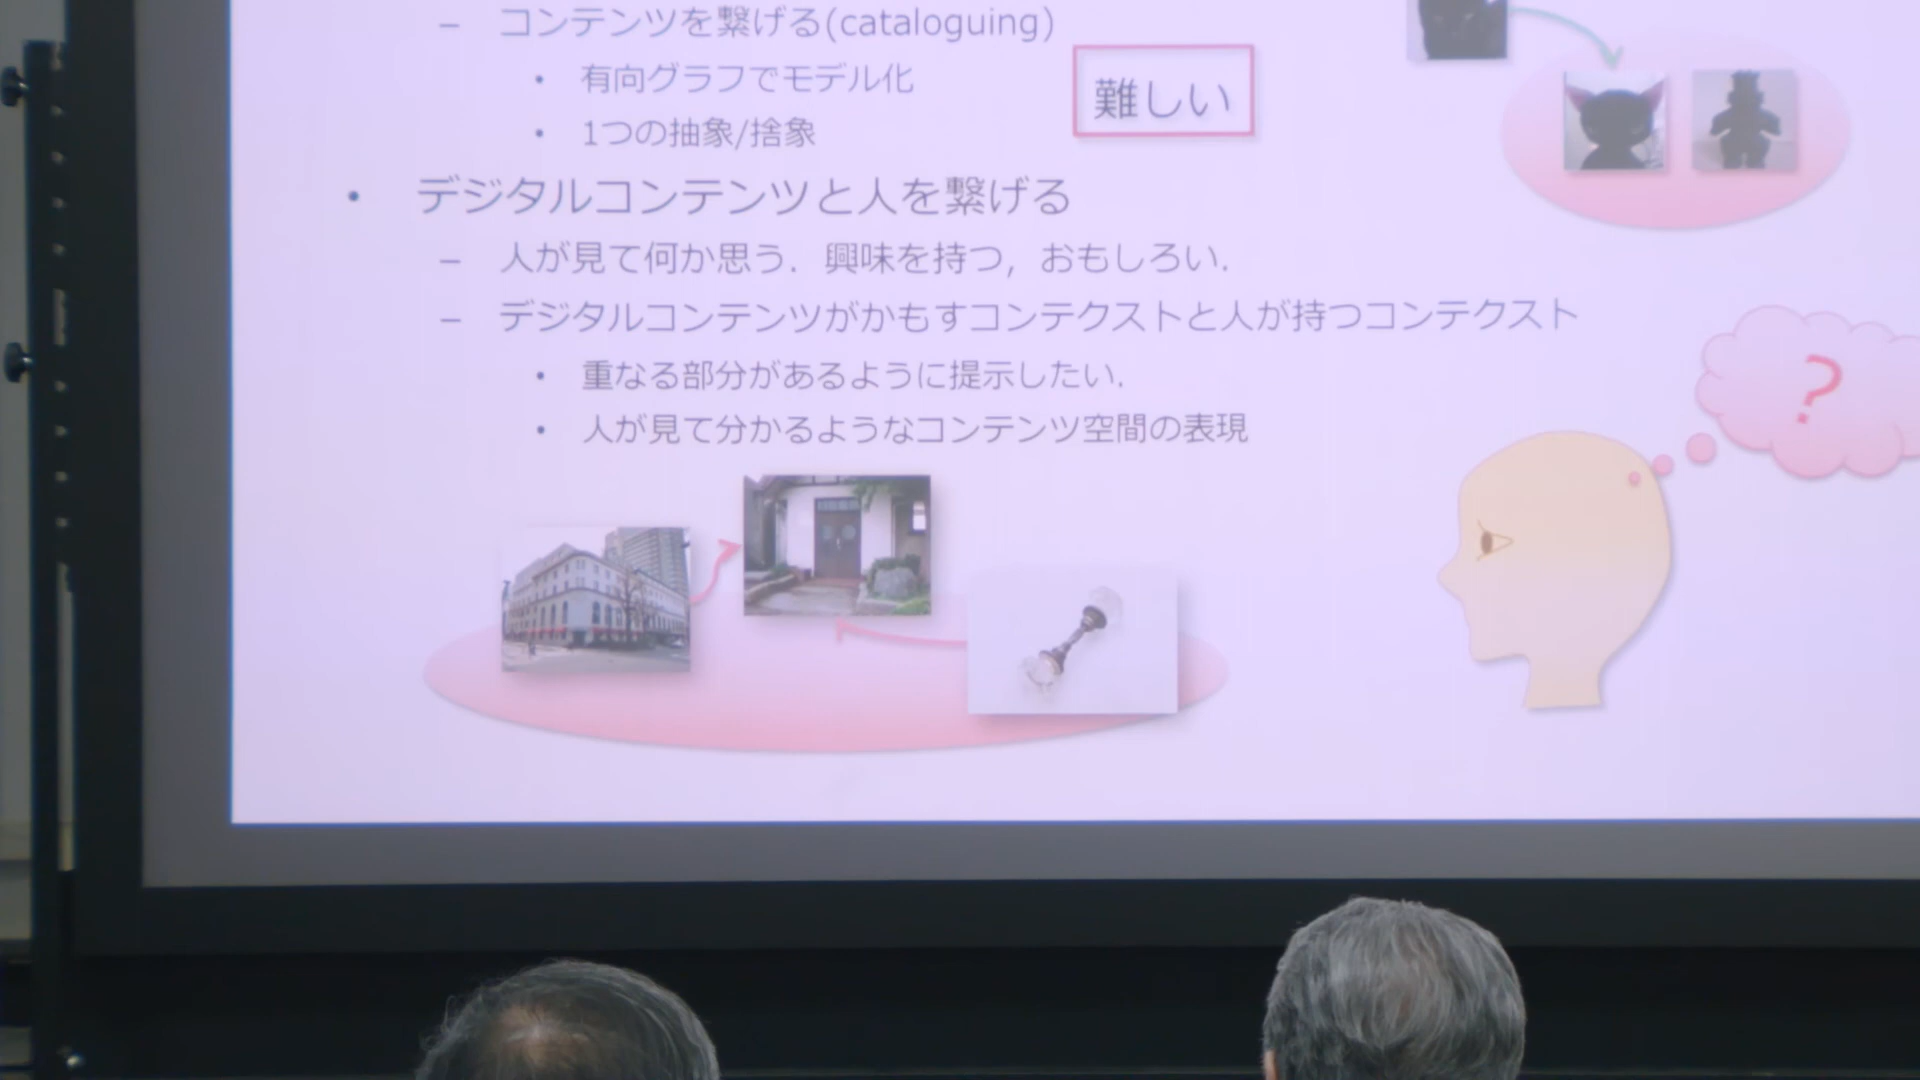 – コンテンツを繋げる(cataloguing)
• 有向グラフでモデル化
難しい
• 1つの抽象/捨象
• デジタルコンテンツと人を繋げる
– 人が見て何か思う．興味を持つ，おもしろい．
– デジタルコンテンツがかもすコンテクストと人が持つコンテクスト
• 重なる部分があるように提示したい．
• 人が見て分かるようなコンテンツ空間の表現
?